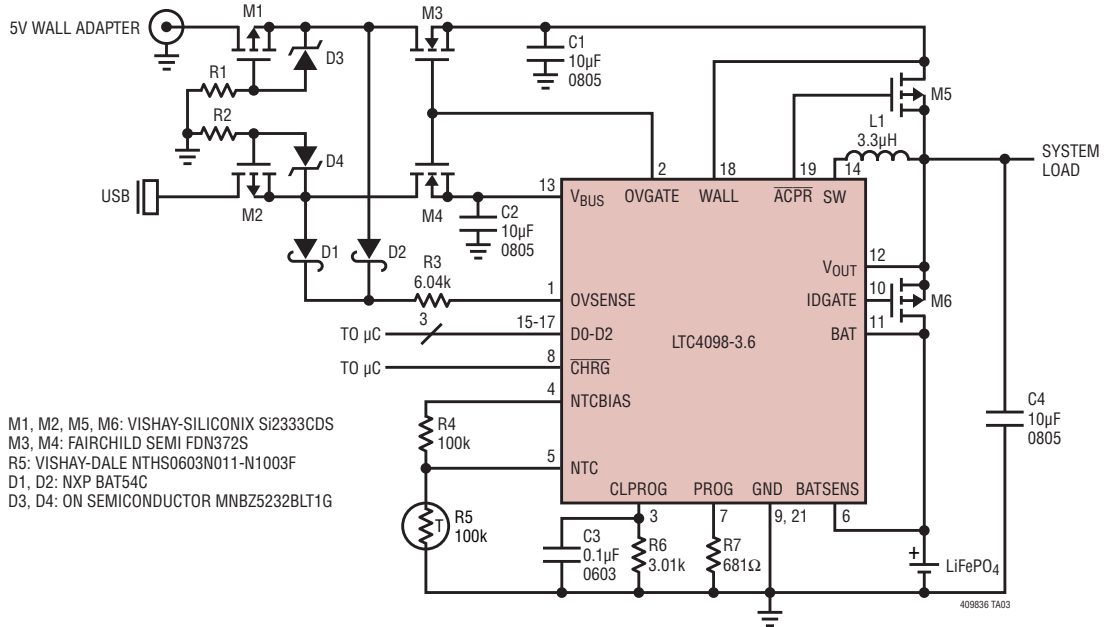 M1
M3
5V WALL ADAPTER
D3
C1
10µF
0805
R1
M5
R2
L1
3.3µH
D4
SYSTEM
LOAD
2
18
19
14
USB
13
VBUS
OVGATE
WALL
ACPR
SW
M2
M4
C2
10µF
0805
D1
D2
R3
6.04k
VOUT
12
1
OVSENSE
IDGATE
10
M6
3
15-17
TO µC
D0-D2
BAT
11
LTC4098-3.6
TO µC
8
CHRG
4
NTCBIAS
C4
10µF
0805
M1, M2, M5, M6: VISHAY-SILICONIX Si2333CDS
M3, M4: FAIRCHILD SEMI FDN372S
R5: VISHAY-DALE NTHS0603N011-N1003F
D1, D2: NXP BAT54C
D3, D4: ON SEMICONDUCTOR MNBZ5232BLT1G
R4
100k
5
NTC
CLPROG
PROG
GND
BATSENS
3
7
9, 21
6
T
R5
100k
C3
0.1µF
0603
R6
3.01k
R7
681Ω
+
LiFePO4
409836 TA03